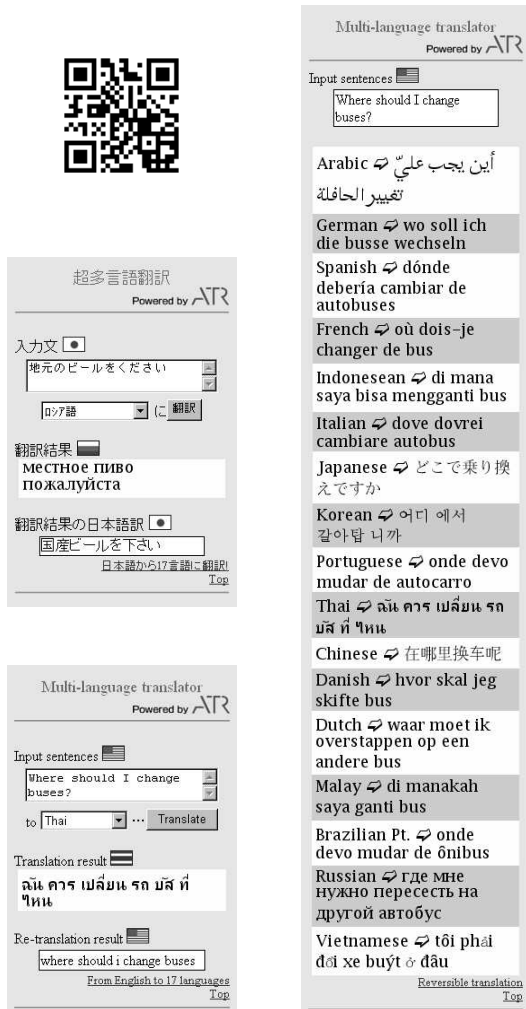 超多言語翻訳
Powered by ATR
入力文
地元のビールをください
ロシア語
に
翻訳
翻訳結果
местное пиво
пожалуйста
翻訳結果の日本語訳
国産ビールを下さい
日本語から17言語に翻訳!
Top
Multi-language translator
Powered by ATR
Input sentences
Where should I change
buses?
to Thai ... Translate
Translation result
ฉัน ควร เปลี่ยน รถ บัส ที่
ไหน
Re-translation result
where should i change buses
From English to 17 languages
Top
Multi-language translator
Powered by ATR
Input sentences
Where should I change
buses?
Arabic ➪ أين يجب عليّ
تغيير الحافلة
German ➪ wo soll ich
die busse wechseln
Spanish ➪ dónde
debería cambiar de
autobuses
French ➪ où dois-je
changer de bus
Indonesean ➪ di mana
saya bisa mengganti bus
Italian ➪ dove dovrei
cambiare autobus
Japanese ➪ どこで乗り換
えですか
Korean ➪ 어디 에서
갈아탑 니까
Portuguese ➪ onde devo
mudar de autocarro
Thai ➪ ฉัน ควร เปลี่ยน รถ
บัส ที่ ไหน
Chinese ➪ 在哪里换车呢
Danish ➪ hvor skal jeg
skifte bus
Dutch ➪ waar moet ik
overstappen op een
andere bus
Malay ➪ di manakah
saya ganti bus
Brazilian Pt. ➪ onde
devo mudar de ônibus
Russian ➪ где мне
нужно пересесть на
другой автобус
Vietnamese ➪ tôi phải
đổi xe buýt ở đâu
Reversible translation
Top